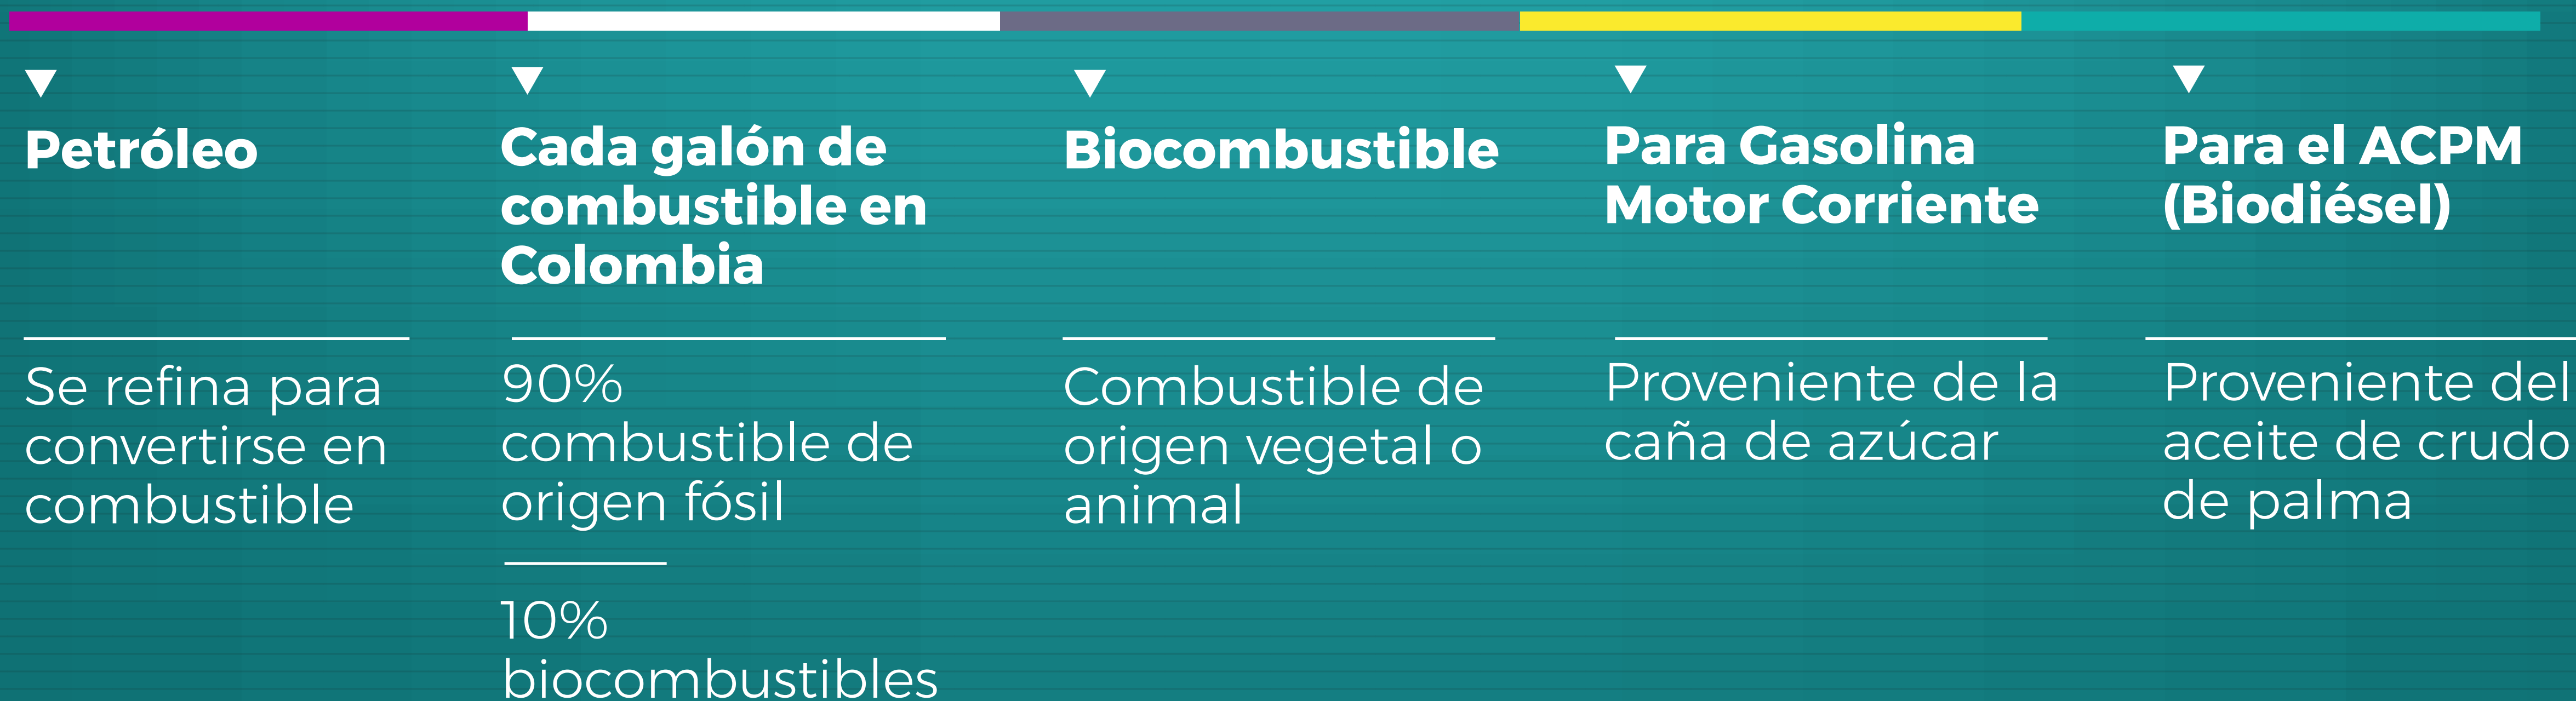 Petróleo
Se refina para
convertirse en
combustible
Cada galón de
combustible en
Colombia
90%
combustible de
origen fósil
10%
biocombustibles
Biocombustible
Combustible de
origen vegetal o
animal
Para Gasolina
Motor Corriente
Proveniente de la
caña de azúcar
Para el ACPM
(Biodiésel)
Proveniente del
aceite de crudo
de palma